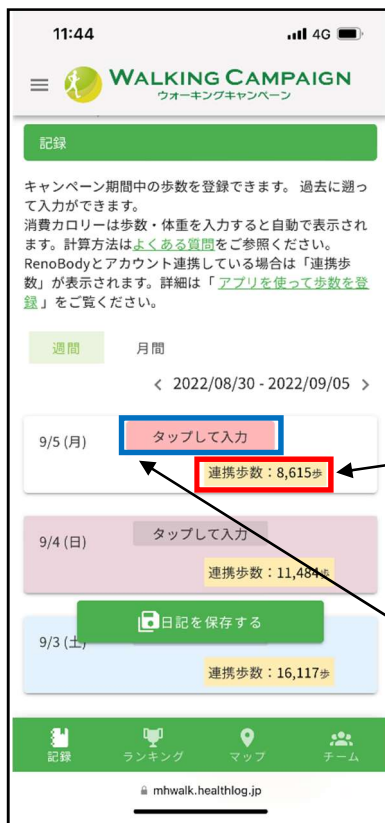 11:44
4G
WALKING CAMPAIGN
ウォーキングキャンペーン
記録
キャンペーン期間中の歩数を登録できます。 過去に遡っ
て入力ができます。
消費カロリーは歩数・体重を入力すると自動で表示され
ます。計算方法はよくある質問をご参照ください。
RenoBodyとアカウント連携している場合は「連携歩
数」が表示されます。詳細は「 アプリを使って歩数を登
録 」をご覧ください。
週間 月間
< 2022/08/30 - 2022/09/05 >
9/5 (月) タップして入力
連携歩数：8,615歩
9/4 (日) タップして入力
連携歩数：11,484歩
日記を保存する
9/3 (土)
連携歩数：16,117歩
記録 ランキング マップ チーム
mhwalk.healthlog.jp